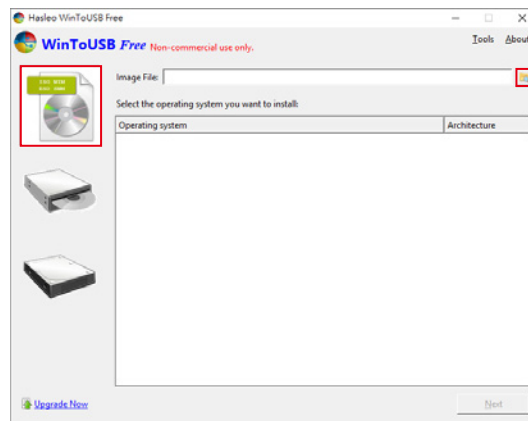 Hasleo WinToUSB Free
WinToUSB Free Non-commercial use only.
Tools About
Image File:
Select the operating system you want to install:
Operating system Architecture
Upgrade Now
Next